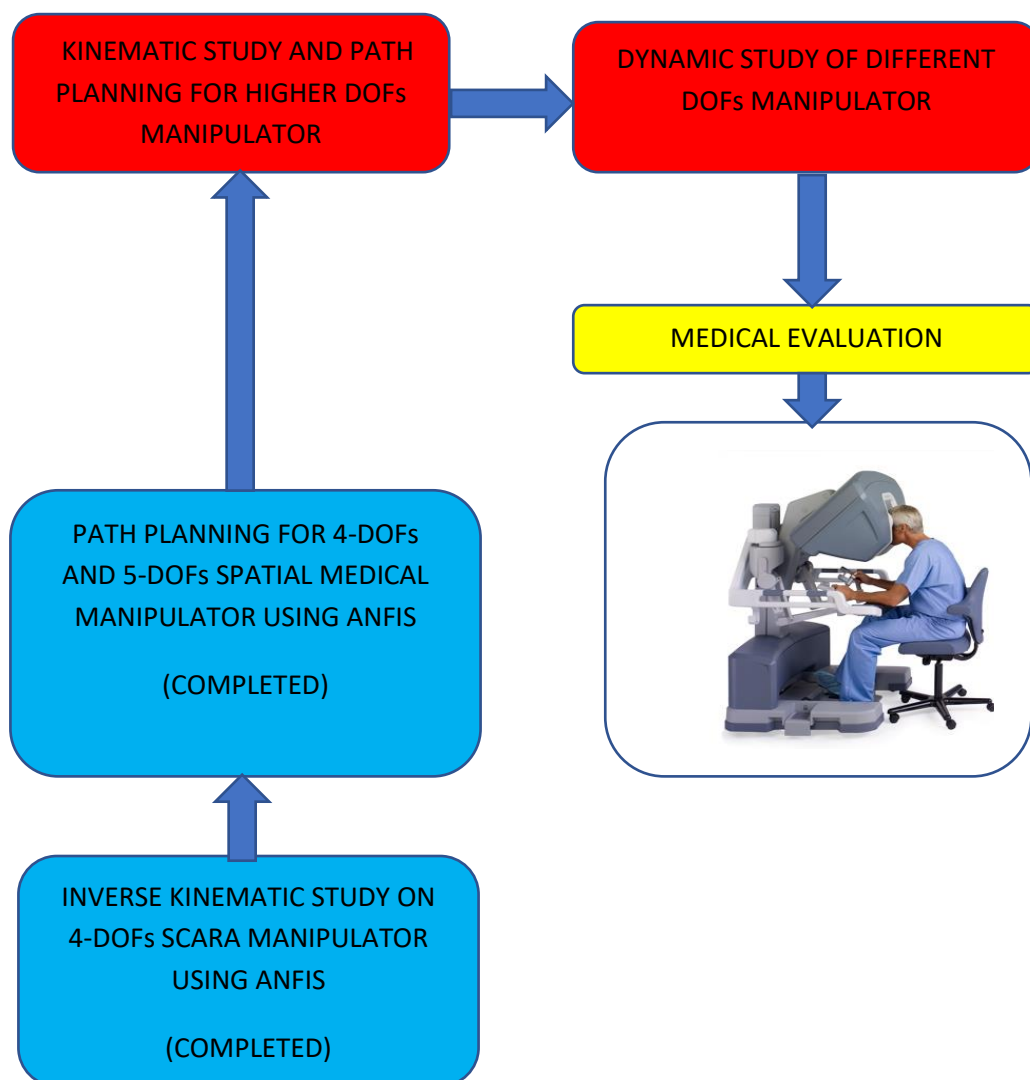 KINEMATIC STUDY AND PATH
PLANNING FOR HIGHER DOFs
MANIPULATOR
DYNAMIC STUDY OF DIFFERENT
DOFs MANIPULATOR
MEDICAL EVALUATION
PATH PLANNING FOR 4-DOFs
AND 5-DOFs SPATIAL MEDICAL
MANIPULATOR USING ANFIS
(COMPLETED)
INVERSE KINEMATIC STUDY ON
4-DOFs SCARA MANIPULATOR
USING ANFIS
(COMPLETED)